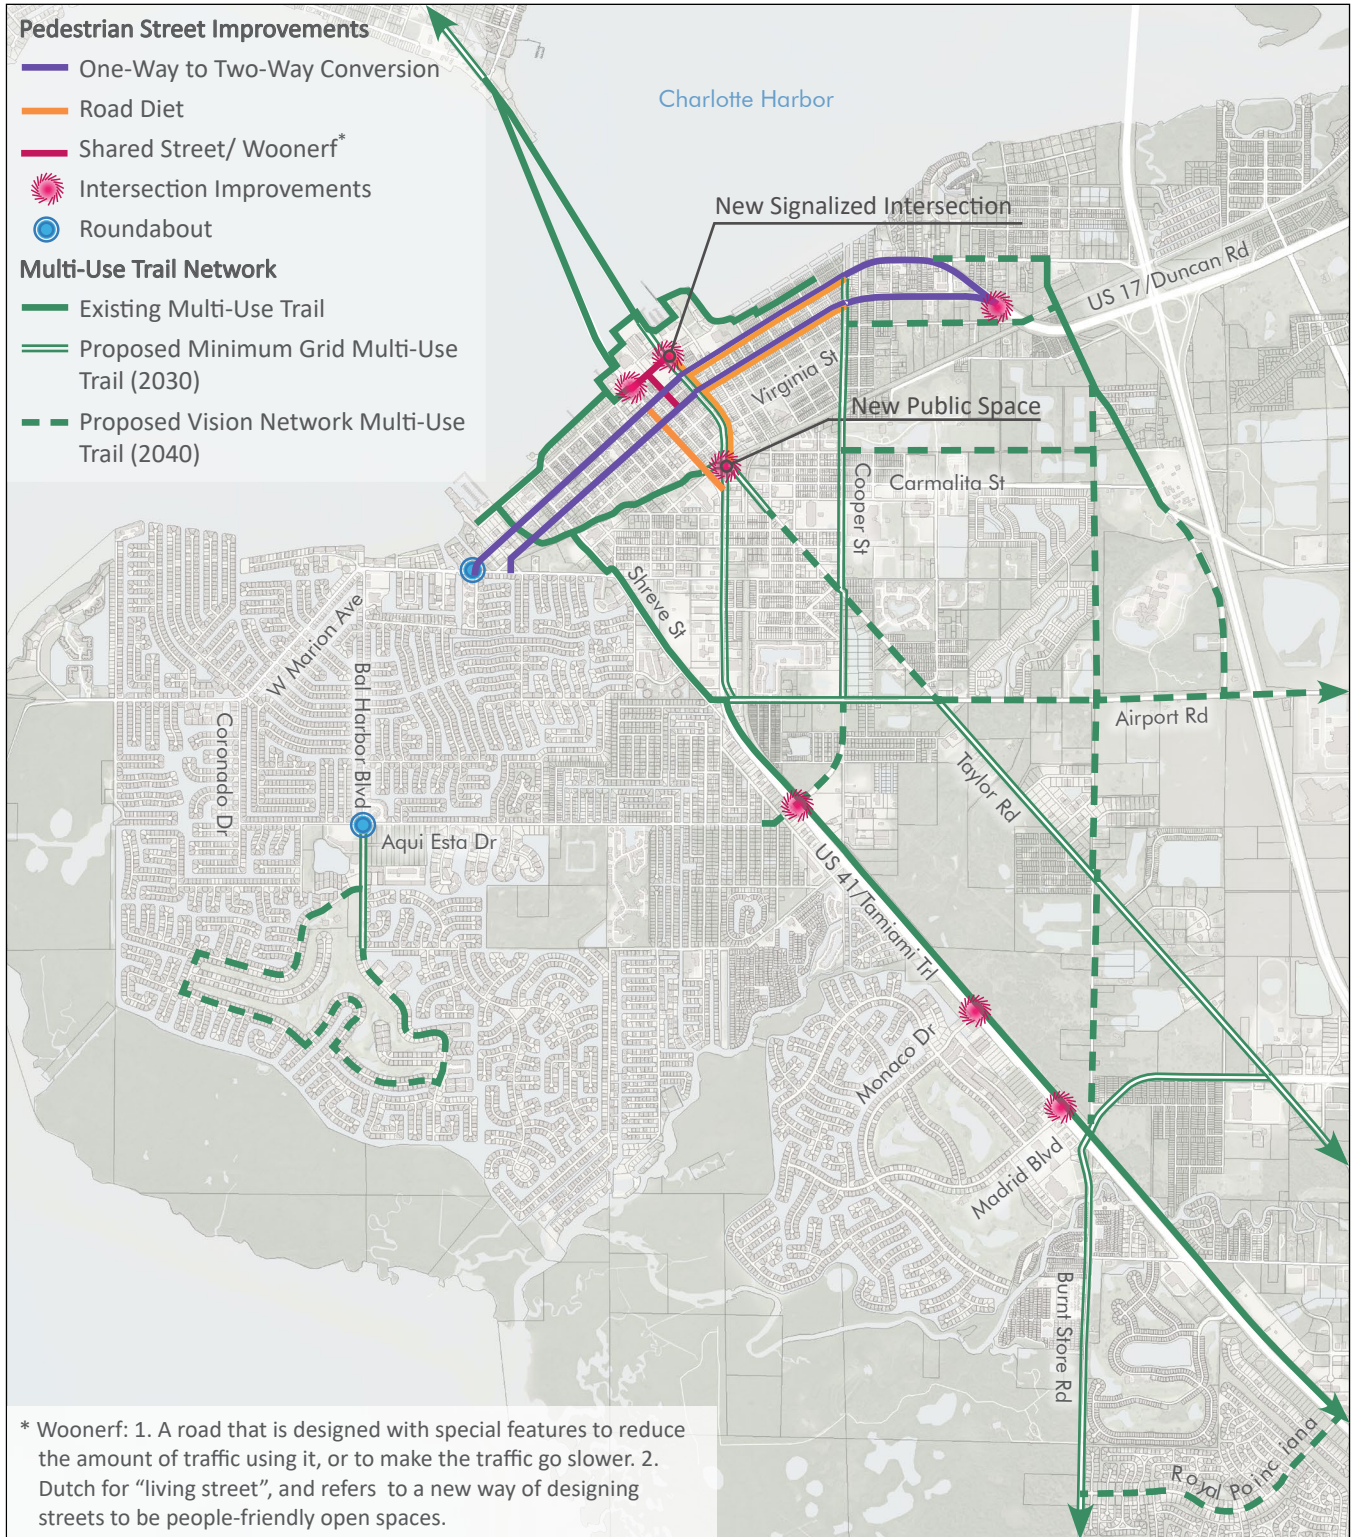 Pedestrian Street Improvements
One-Way to Two-Way Conversion
Road Diet
Shared Street/ Woonerf*
Intersection Improvements
Roundabout
Multi-Use Trail Network
Existing Multi-Use Trail
Proposed Minimum Grid Multi-Use
Trail (2030)
Proposed Vision Network Multi-Use
Trail (2040)
Charlotte Harbor
New Signalized Intersection
US 17/Duncan Rd
Virginia St
New Public Space
Carmalita St
Cooper St
Shreve St
W Marion Ave
Bal Harbor Blvd
Coronado Dr
Airport Rd
Taylor Rd
Aqui Esta Dr
US 41/Tamiami Trl
Monaco Dr
Madrid Blvd
Burnt Store Rd
Royal Poinciana
* Woonerf: 1. A road that is designed with special features to reduce
the amount of traffic using it, or to make the traffic go slower. 2.
Dutch for “living street”, and refers  to a new way of designing
streets to be people-friendly open spaces.